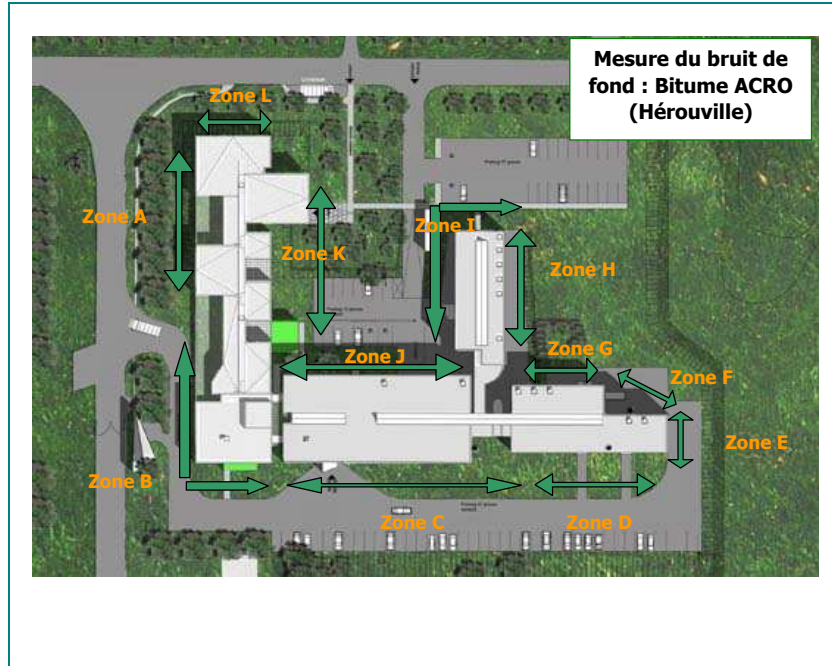 Mesure du bruit de
fond : Bitume ACRO
(Hérouville)
Zone L
Zone A
Zone I
Zone K
Zone H
Zone J
Zone G
Zone F
Zone E
Zone B
Zone C
Zone D